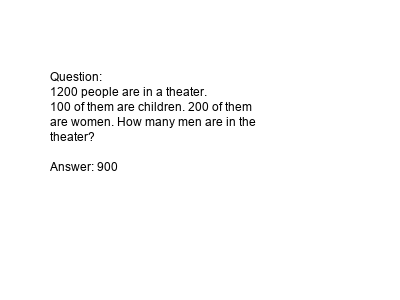 Question:
1200 people are in a theater.
100 of them are children. 200 of them
are women. How many men are in the
theater?
Answer: 900